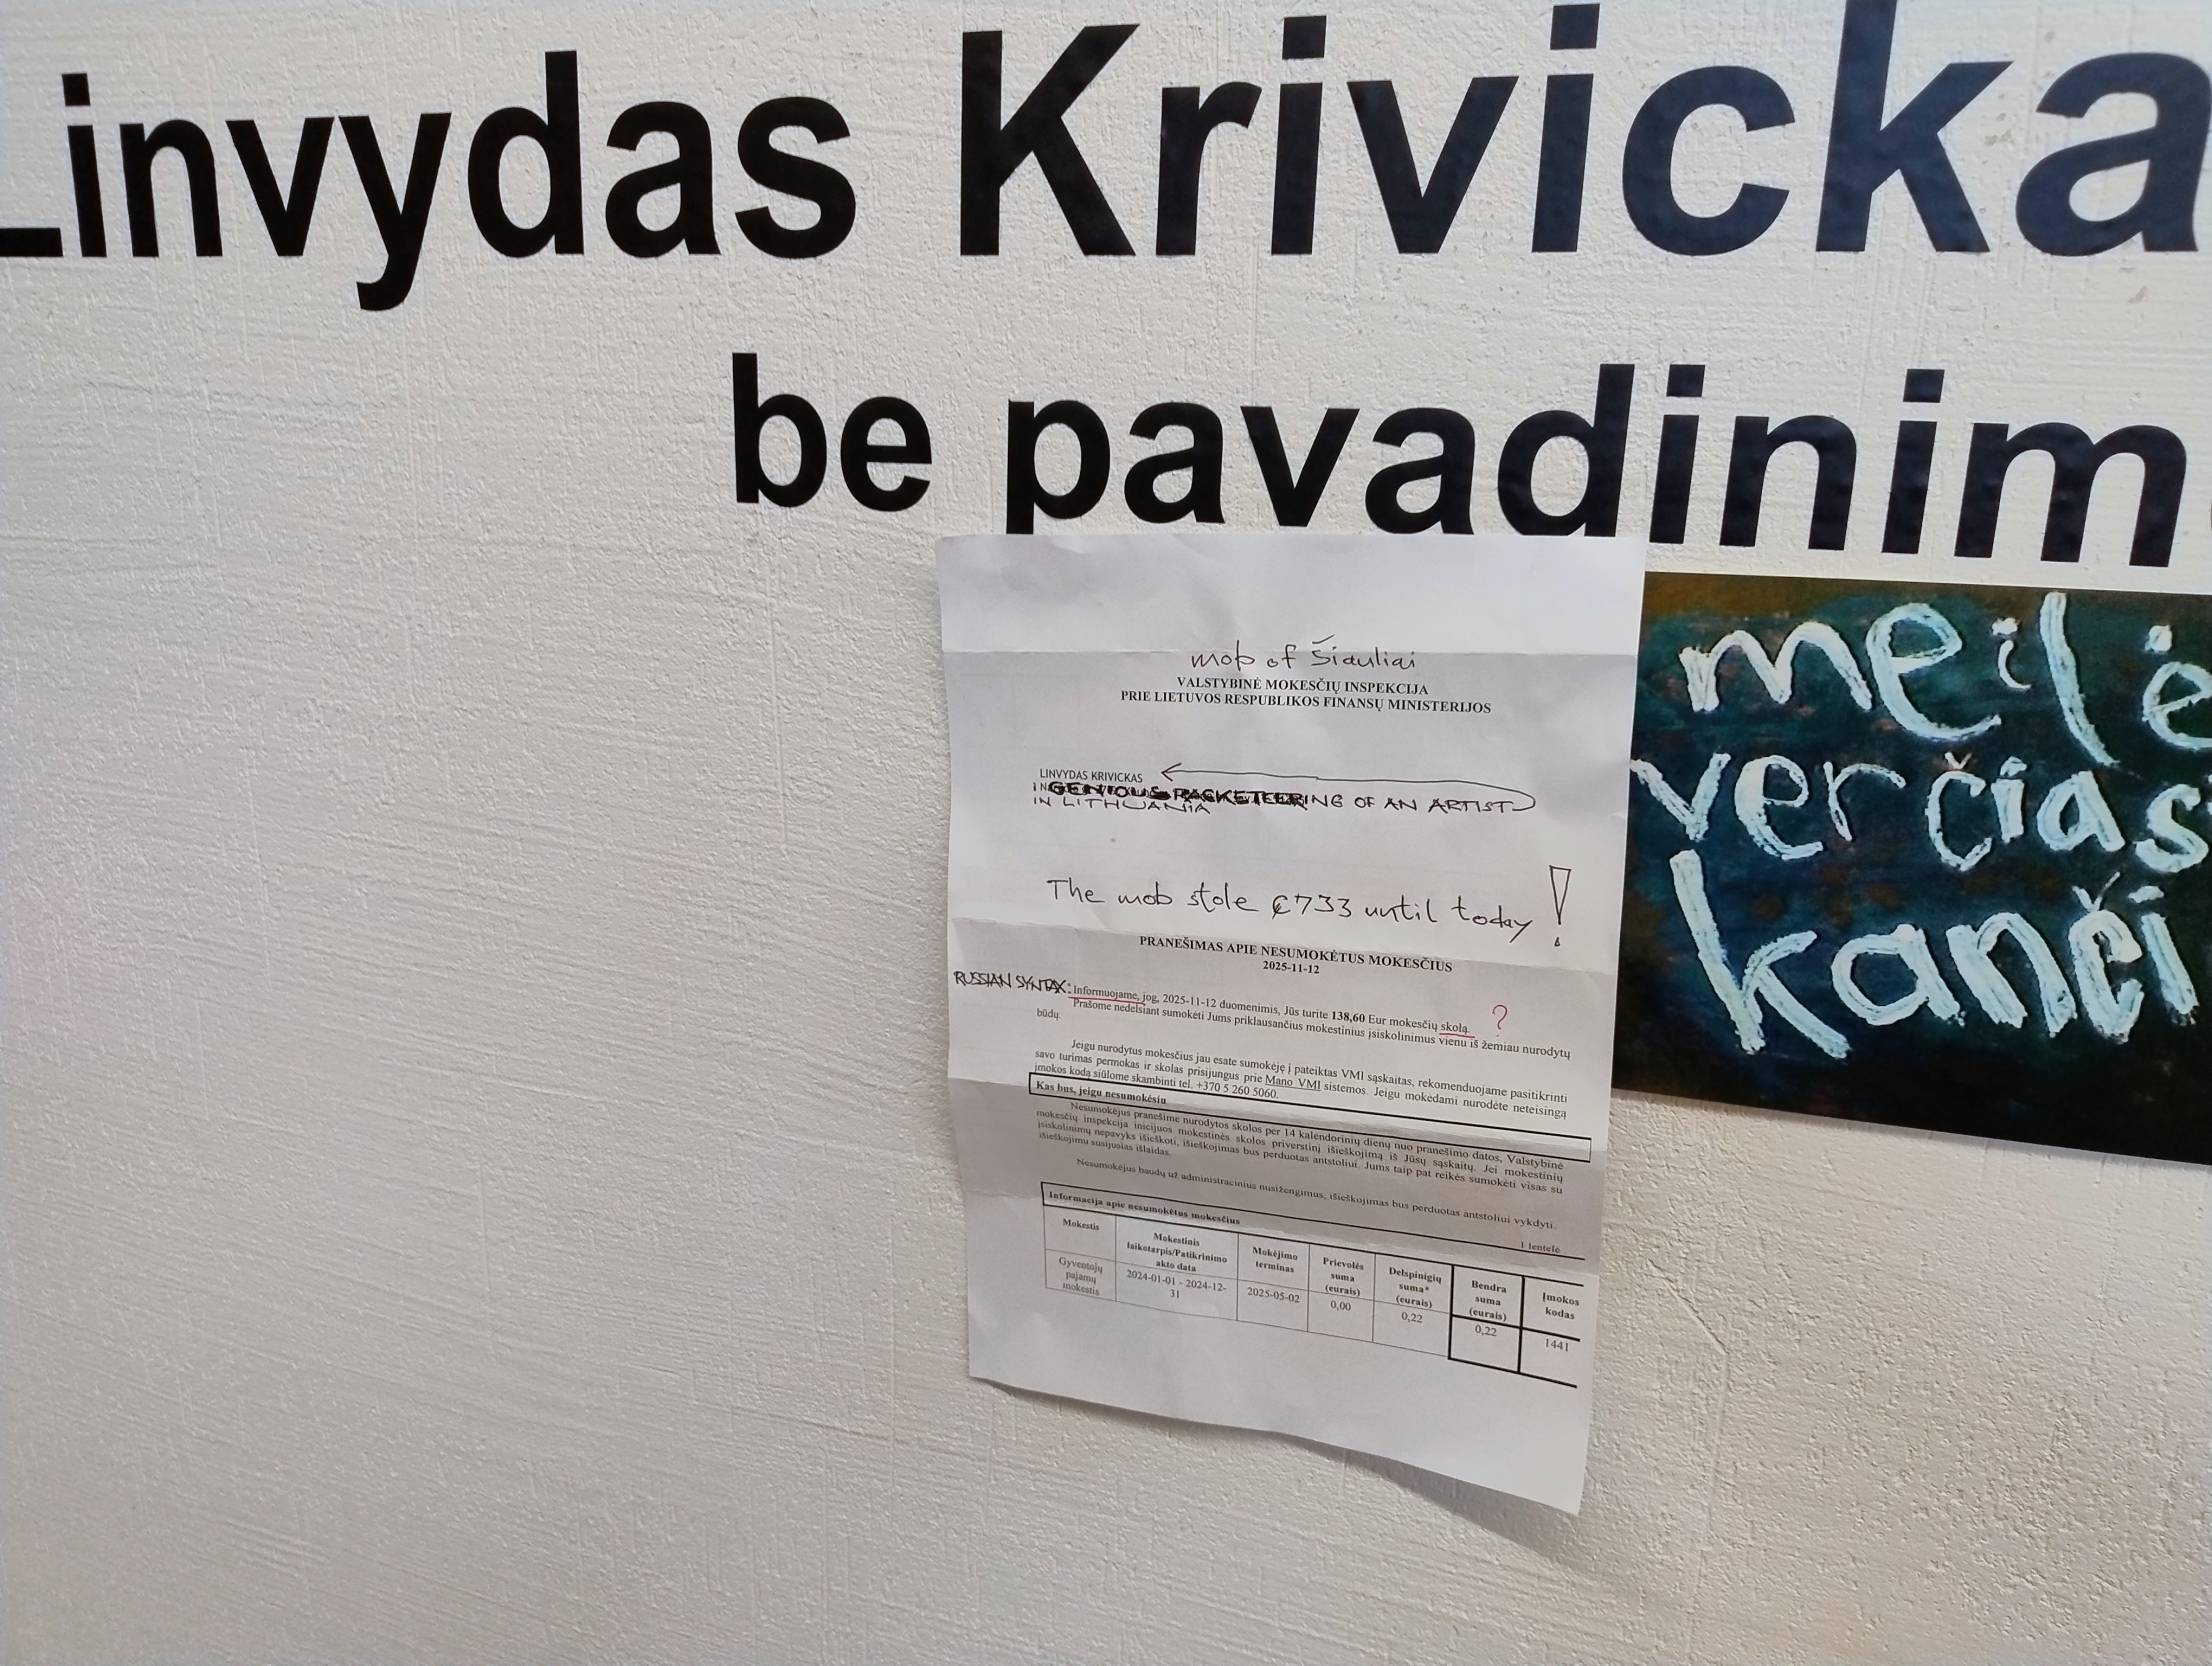 Linvydas Krivicka
be pavadinim
meilė
verčias
kanči
mob of Šiauliai
VALSTYBINĖ MOKESČIŲ INSPEKCIJA
PRIE LIETUVOS RESPUBLIKOS FINANSŲ MINISTERIJOS
LINVYDAS KRIVICKAS
INGENIOUS RACKETEERING OF AN ARTIST
IN LITHUANIA
The mob stole €733 until today!
PRANEŠIMAS APIE NESUMOKĖTUS MOKESČIUS
2025-11-12
RUSSIAN SYNTAX: Informuojame, jog, 2025-11-12 duomenimis, Jūs turite 138,60 Eur mokesčių skolą. ?
Prašome nedelsiant sumokėti Jums priklausančius mokestinius įsiskolinimus vienu iš žemiau nurodytų
būdų.
Jeigu nurodytus mokesčius jau esate sumokėję į pateiktas VMI sąskaitas, rekomenduojame pasitikrinti
savo turimas permokas ir skolas prisijungus prie Mano VMI sistemos. Jeigu mokėdami nurodėte neteisingą
įmokos kodą siūlome skambinti tel. +370 5 260 5060.
Kas bus, jeigu nesumokėsiu
Nesumokėjus pranešime nurodytos skolos per 14 kalendorinių dienų nuo pranešimo datos, Valstybinė
mokesčių inspekcija inicijuos mokestinės skolos priverstinį išieškojimą iš Jūsų sąskaitų. Jei mokestinių
įsiskolinimų nepavyks išieškoti, išieškojimas bus perduotas antstoliui. Jums taip pat reikės sumokėti visas su
išieškojimu susijusias išlaidas.
Nesumokėjus baudų už administracinius nusižengimus, išieškojimas bus perduotas antstoliui vykdyti.
Informacija apie nesumokėtus mokesčius
1 lentelė
Mokestis Mokestinis laikotarpis/Patikrinimo akto data Mokėjimo terminas Prievolės suma (eurais) Delspinigių suma* (eurais) Bendra suma (eurais) Įmokos kodas
Gyventojų pajamų mokestis 2024-01-01 - 2024-12-31 2025-05-02 0,00 0,22 0,22 1441